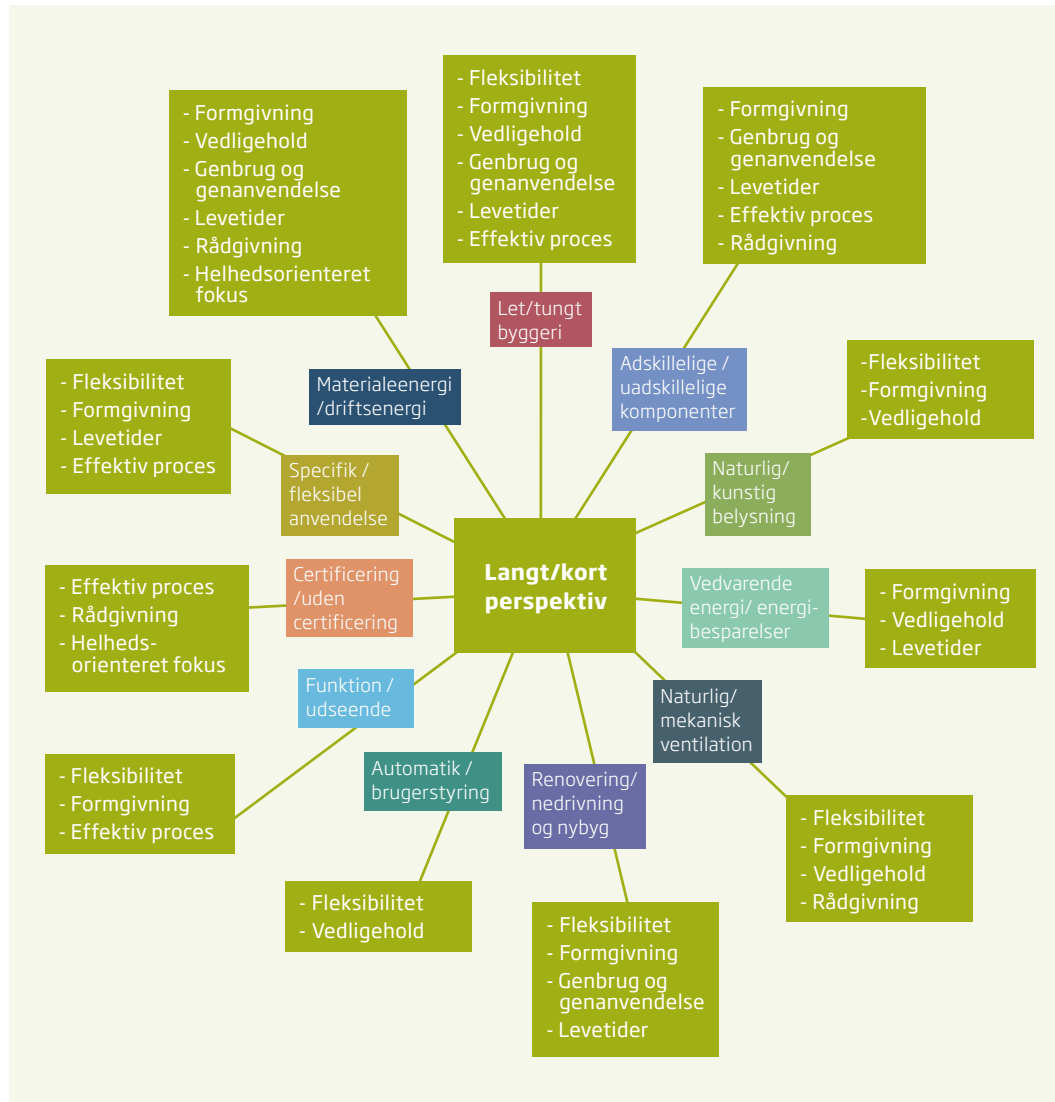 - Fleksibilitet
- Formgivning
- Vedligehold
- Genbrug og
genanvendelse
- Levetider
- Effektiv proces
Let/tungt
byggeri
- Formgivning
- Genbrug og
genanvendelse
- Levetider
- Effektiv proces
- Rådgivning
Adskillelige /
uadskillelige
komponenter
-Fleksibilitet
-Formgivning
-Vedligehold
Naturlig/
kunstig
belysning
- Formgivning
- Vedligehold
- Levetider
Vedvarende
energi/ energi-
besparelser
- Fleksibilitet
- Formgivning
- Vedligehold
- Rådgivning
Naturlig/
mekanisk
ventilation
- Fleksibilitet
- Formgivning
- Genbrug og
genanvendelse
- Levetider
Renovering/
nedrivning
og nybyg
- Fleksibilitet
- Vedligehold
Automatik /
brugerstyring
- Fleksibilitet
- Formgivning
- Effektiv proces
Funktion /
udseende
- Effektiv proces
- Rådgivning
- Helheds-
orienteret fokus
Certificering
/uden
certificering
- Fleksibilitet
- Formgivning
- Levetider
- Effektiv proces
Specifik /
fleksibel
anvendelse
- Formgivning
- Vedligehold
- Genbrug og
genanvendelse
- Levetider
- Rådgivning
- Helhedsorienteret
fokus
Materialeenergi
/driftsenergi
Langt/kort
perspektiv